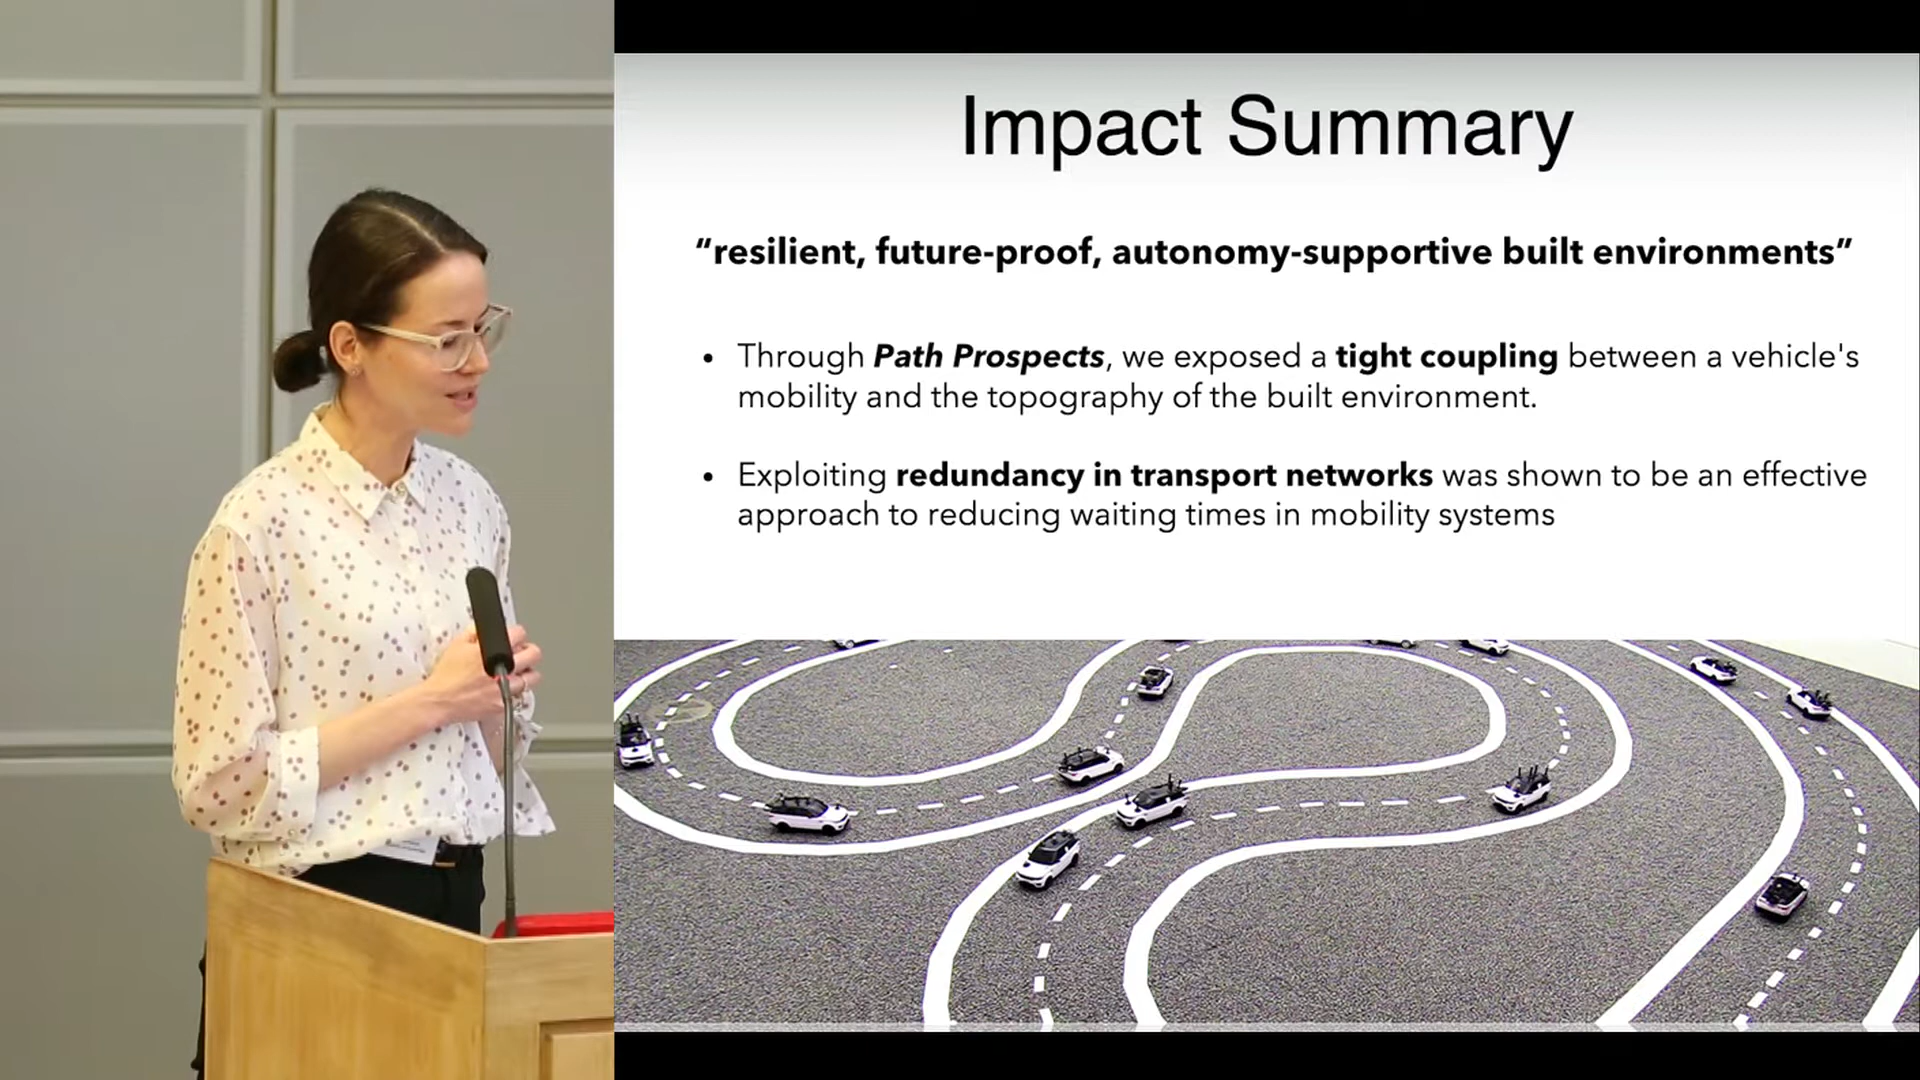 Impact Summary
“resilient, future-proof, autonomy-supportive built environments”
• Through Path Prospects, we exposed a tight coupling between a vehicle's
mobility and the topography of the built environment.
• Exploiting redundancy in transport networks was shown to be an effective
approach to reducing waiting times in mobility systems